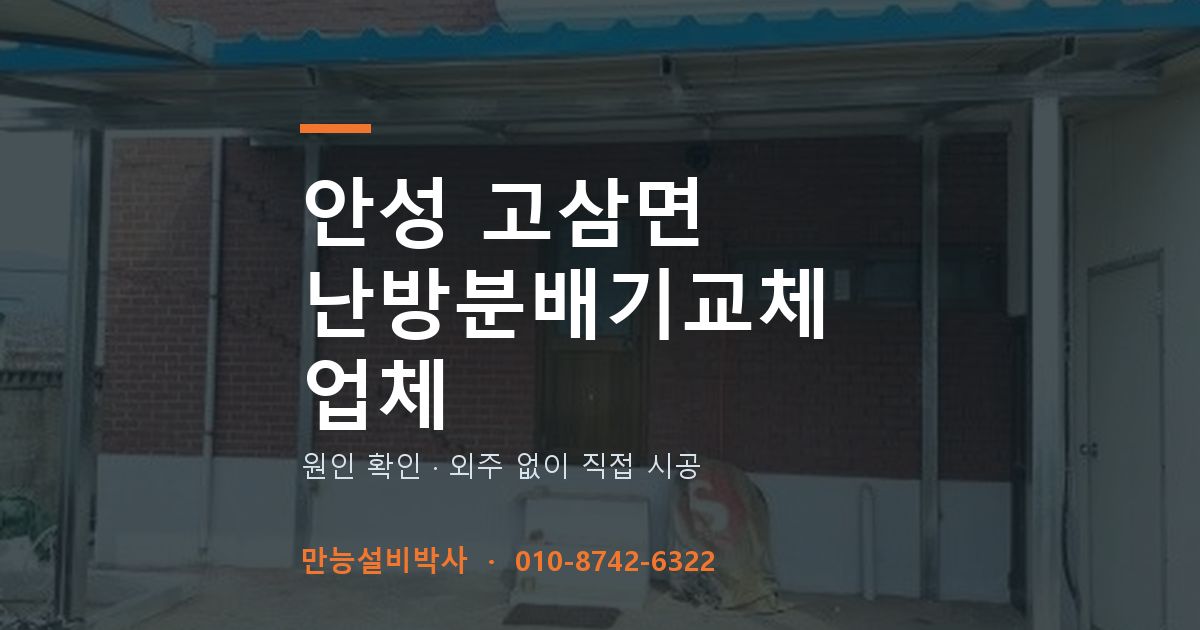 안성 고삼면
난방분배기교체
업체
원인 확인 · 외주 없이 직접 시공
만능설비박사 · 010-8742-6322
S